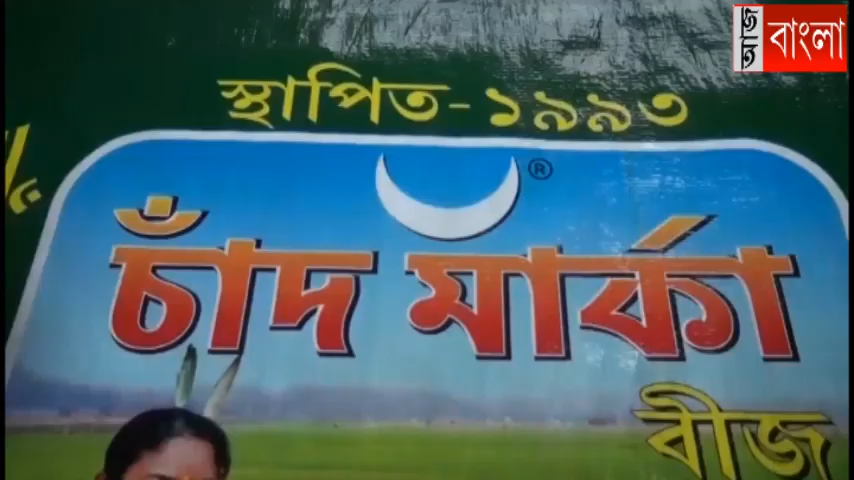 আজ বাংলা
স্থাপিত - ১৯৯৩
®
চাঁদ মার্কা
বীজ